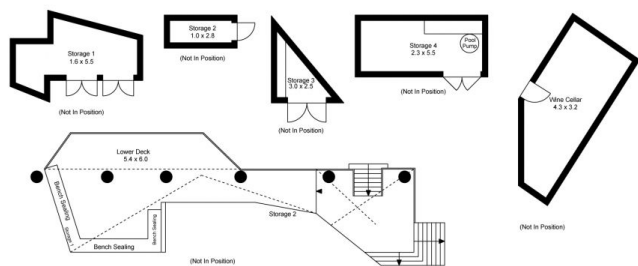 Storage 1
1.6 x 5.5
(Not In Position)
Storage 2
1.0 x 2.8
(Not In Position)
Storage 3
3.0 x 2.5
(Not In Position)
Storage 4
2.3 x 5.5
Pool
Pump
(Not In Position)
Wine Cellar
4.3 x 3.2
(Not In Position)
Lower Deck
5.4 x 6.0
Bench Sealing
Bench Sealing
Bench Sealing
Storage 2
(Not In Position)